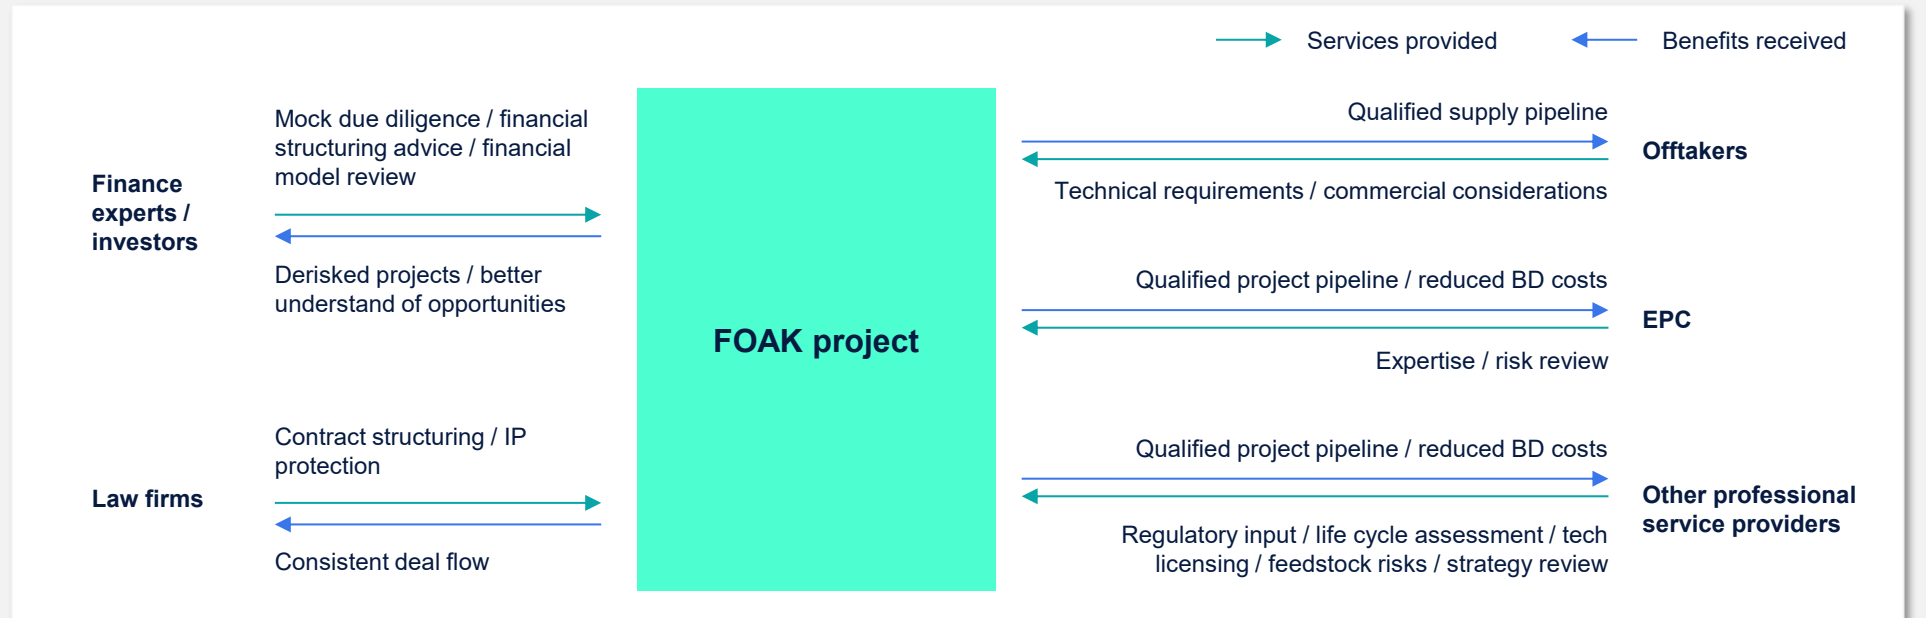 Services provided
Benefits received
Mock due diligence / financial
structuring advice / financial
model review
Finance
experts /
investors
Derisked projects / better
understand of opportunities
Contract structuring / IP
protection
Law firms
Consistent deal flow
FOAK project
Qualified supply pipeline
Offtakers
Technical requirements / commercial considerations
Qualified project pipeline / reduced BD costs
EPC
Expertise / risk review
Qualified project pipeline / reduced BD costs
Other professional
service providers
Regulatory input / life cycle assessment / tech
licensing / feedstock risks / strategy review